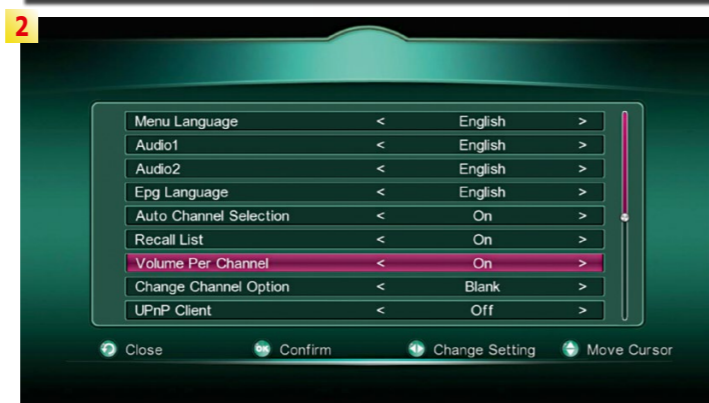 2
Menu Language < English >
Audio1 < English >
Audio2 < English >
Epg Language < English >
Auto Channel Selection < On >
Recall List < On >
Volume Per Channel < On >
Change Channel Option < Blank >
UPnP Client < Off >
Close OK Confirm Change Setting Move Cursor